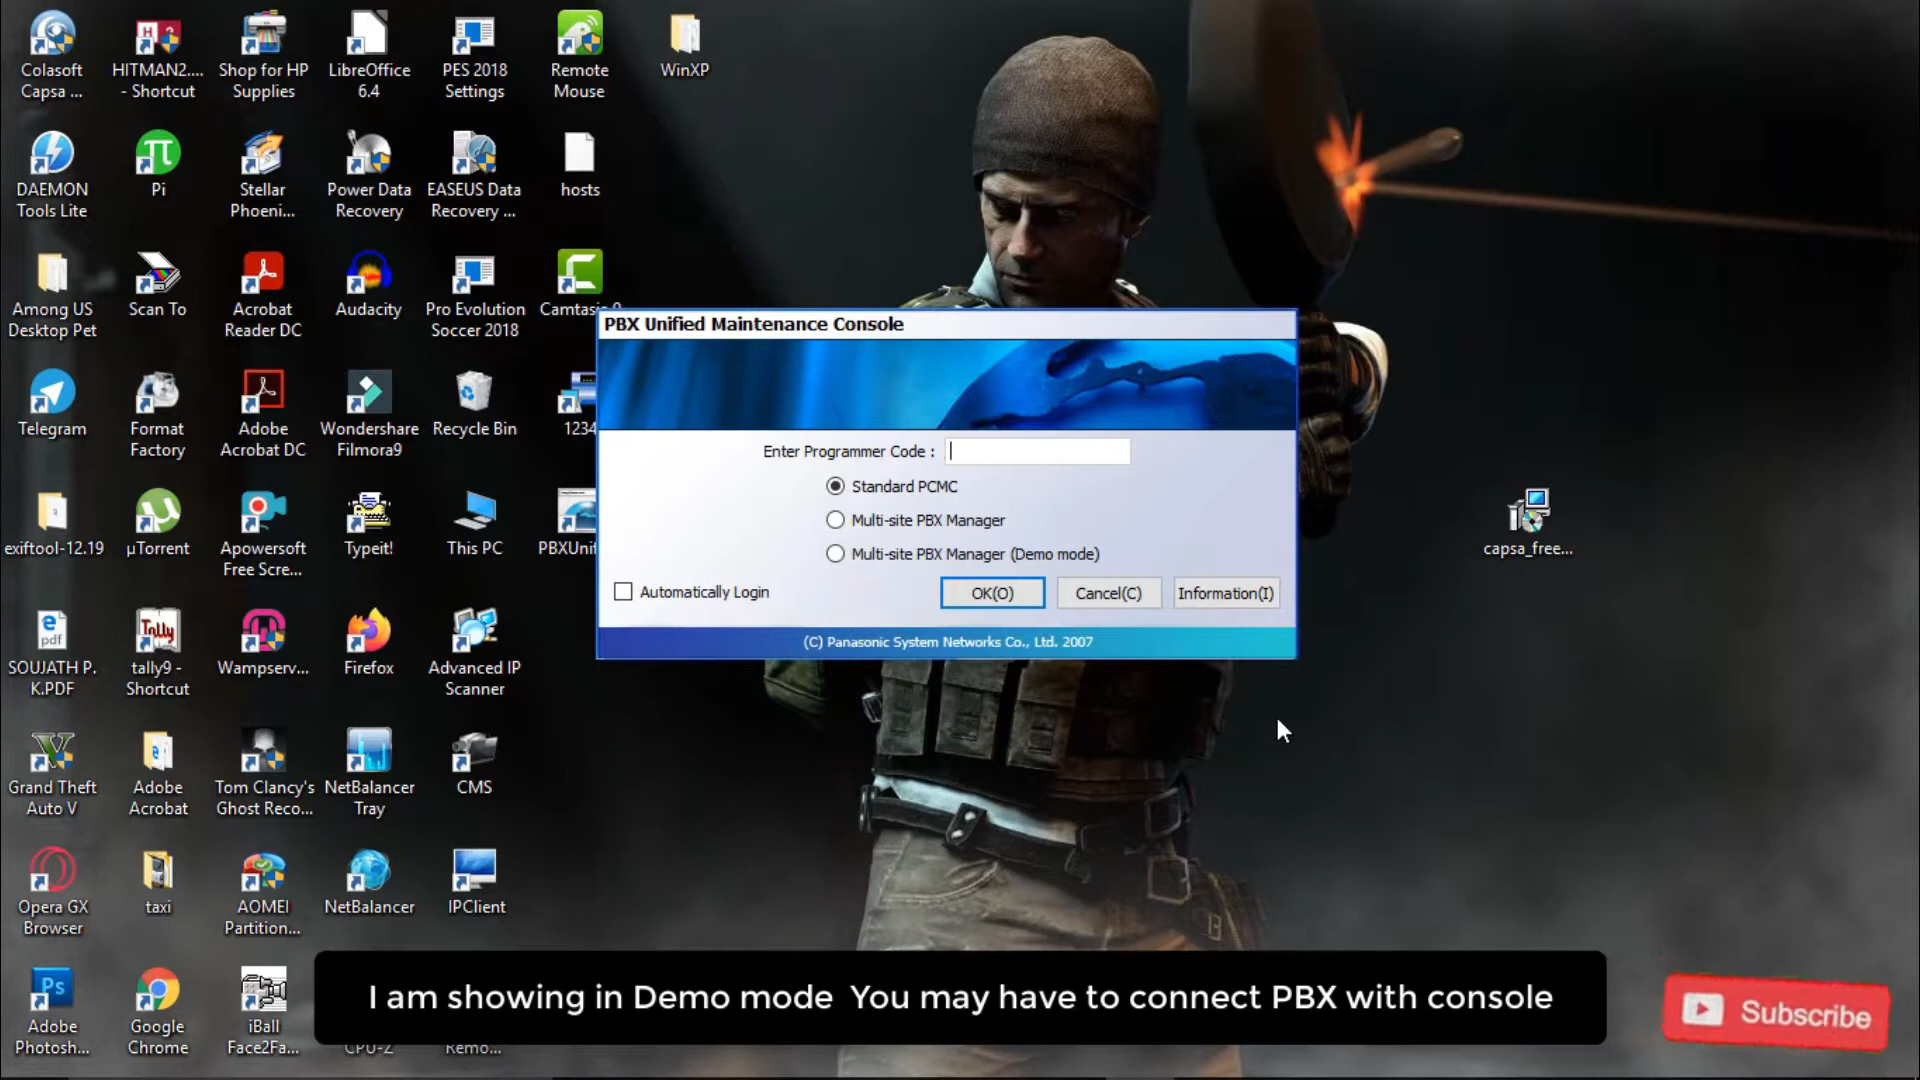 Colasoft
Capsa ...
HITMAN2....
- Shortcut
Shop for HP
Supplies
LibreOffice
6.4
PES 2018
Settings
Remote
Mouse
WinXP
DAEMON
Tools Lite
Pi
Stellar
Phoeni...
Power Data
Recovery
EASEUS Data
Recovery ...
hosts
Among US
Desktop Pet
Scan To
Acrobat
Reader DC
Audacity
Pro Evolution
Soccer 2018
Camtasia 9
Telegram
Format
Factory
Adobe
Acrobat DC
Wondershare
Filmora9
Recycle Bin
1234
exiftool-12.19
µTorrent
Apowersoft
Free Scre...
Typeit!
This PC
PBXUnif
SOUJATH P.
K.PDF
tally9 -
Shortcut
Wampserv...
Firefox
Advanced IP
Scanner
Grand Theft
Auto V
Adobe
Acrobat
Tom Clancy's
Ghost Reco...
NetBalancer
Tray
CMS
Opera GX
Browser
taxi
AOMEI
Partition...
NetBalancer
IPClient
Adobe
Photosh...
Google
Chrome
iBall
Face2Fa...
CPU-Z
Remo...
capsa_free...
PBX Unified Maintenance Console
Enter Programmer Code :
Standard PCMC
Multi-site PBX Manager
Multi-site PBX Manager (Demo mode)
Automatically Login
OK(O)
Cancel(C)
Information(I)
(C) Panasonic System Networks Co., Ltd. 2007
I am showing in Demo mode You may have to connect PBX with console
Subscribe